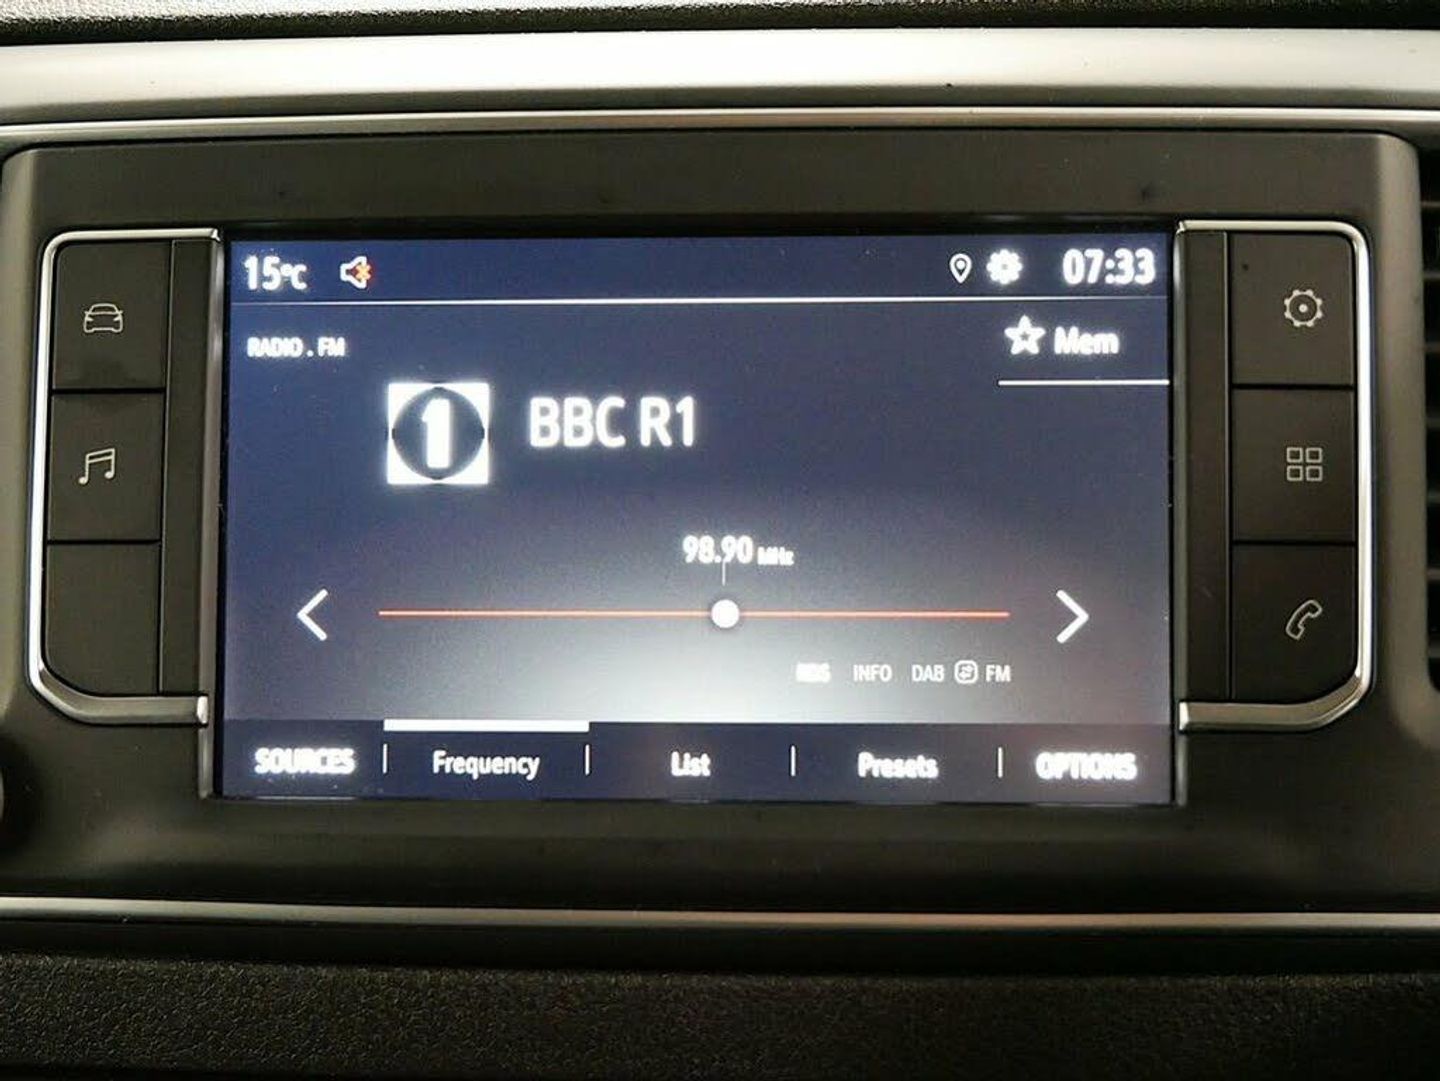 15°C 07:33
RADIO . FM
Mem
1
BBC R1
98.90 MHz
RDS INFO DAB FM
SOURCES Frequency List Presets OPTIONS